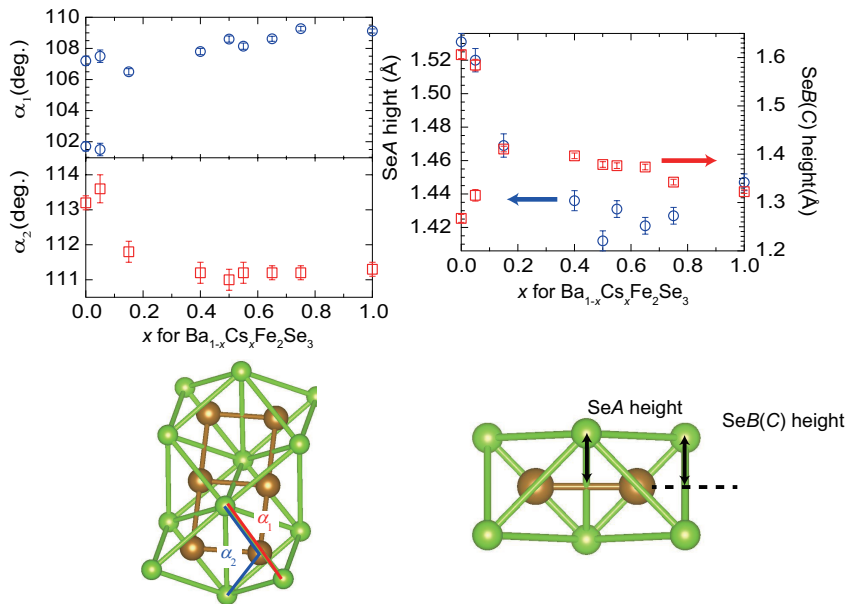 α₁(deg.)
110
108
106
104
102
α₂(deg.)
114
113
112
111
0.0 0.2 0.4 0.6 0.8 1.0
x for Ba₁₋ₓCsₓFe₂Se₃
SeA hight (Å)
1.52
1.50
1.48
1.46
1.44
1.42
SeB(C) height(Å)
1.6
1.5
1.4
1.3
1.2
0.0 0.2 0.4 0.6 0.8 1.0
x for Ba₁₋ₓCsₓFe₂Se₃
α₁
α₂
SeA height
SeB(C) height